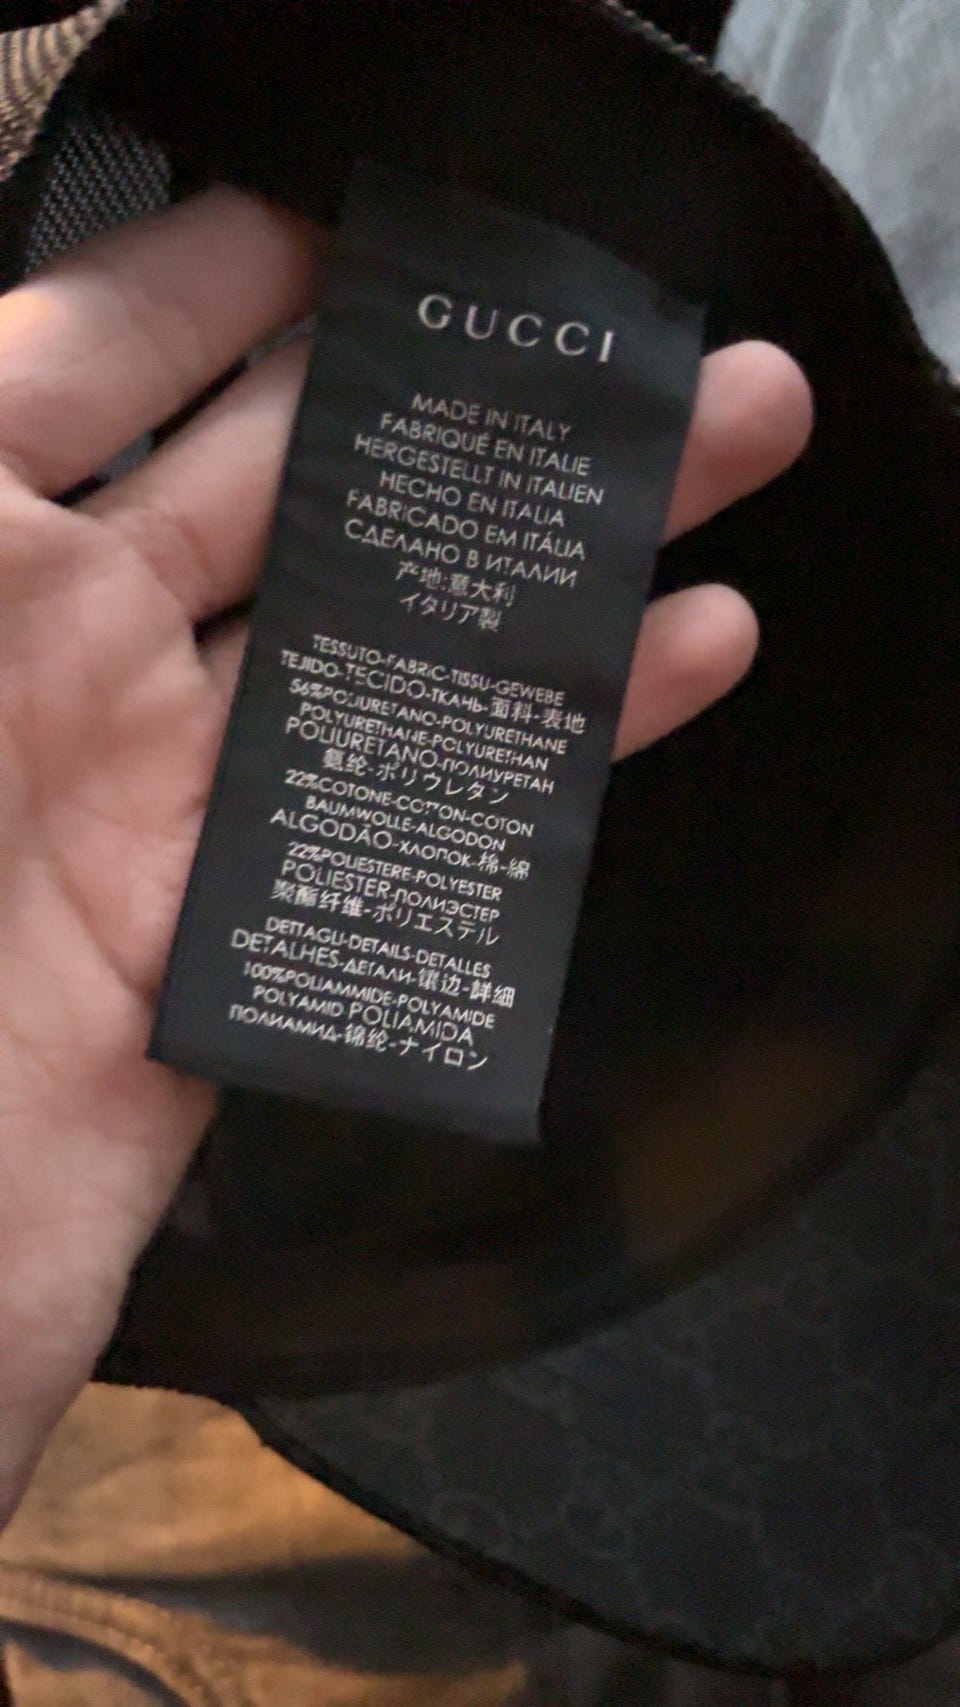 GUCCI
MADE IN ITALY
FABRIQUÉ EN ITALIE
HERGESTELLT IN ITALIEN
HECHO EN ITALIA
FABRICADO EM ITÁLIA
СДЕЛАНО В ИТАЛИИ
产地:意大利
イタリア製
TESSUTO-FABRIC-TISSU-GEWEBE
TEJIDO-TECIDO-ТКАЧЬ-面料-表地
56%POLIURETANO-POLYURETHANE
POLYURETHANE-POLYURETHAN
POLIURETANO-ПОЛИУРЕТАН
氨纶-ポリウレタン
22%COTONE-COTTON-COTON
BAUMWOLLE-ALGODON
ALGODÃO-ХЛОПОК-棉-綿
22%POLIESTERE-POLYESTER
POLIESTER-ПОЛИЭСТЕР
聚酯纤维-ポリエステル
DETTAGLI-DETAILS-DETALLES
DETALHES-ДЕТАЛИ-镶边-詳細
100%POLIAMMIDE-POLYAMIDE
POLYAMID POLIAMIDA
ПОЛИАМИД-锦纶-ナイロン